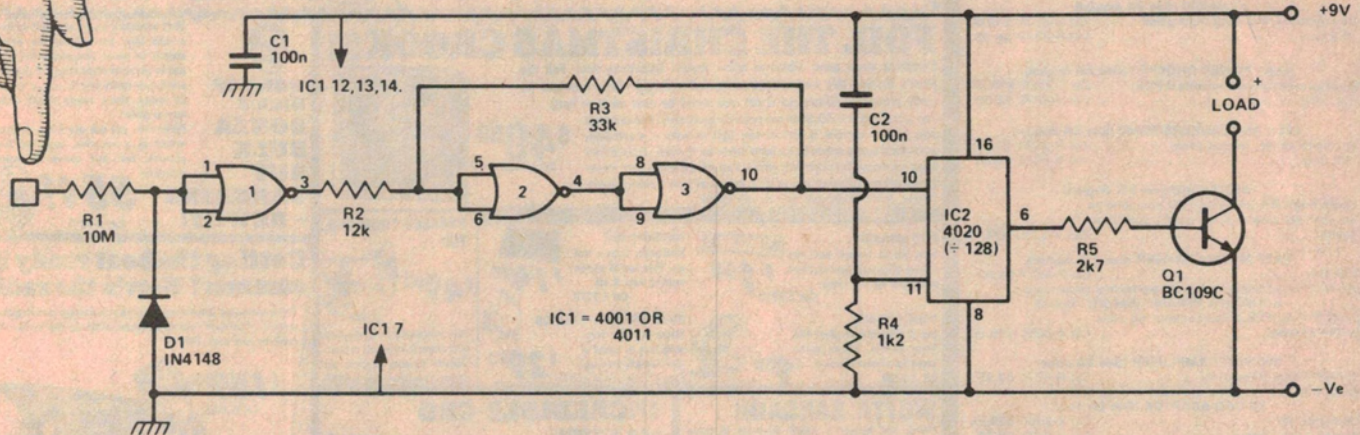 +9V
C1
100n
IC1 12,13,14.
R3
33k
C2
100n
+
LOAD
1
2
1
3
R1
10M
R2
12k
5
6
2
4
8
9
3
10
10
16
IC2
4020
(÷ 128)
6
11
8
R5
2k7
Q1
BC109C
D1
IN4148
IC1 7
IC1 = 4001 OR
4011
R4
1k2
−Ve